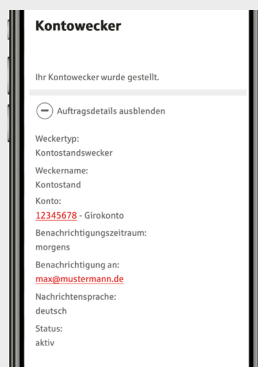 Kontowecker
Ihr Kontowecker wurde gestellt.
Auftragsdetails ausblenden
Weckertyp:
Kontostandswecker
Weckername:
Kontostand
Konto:
12345678 - Girokonto
Benachrichtigungszeitraum:
morgens
Benachrichtigung an:
max@mustermann.de
Nachrichtensprache:
deutsch
Status:
aktiv